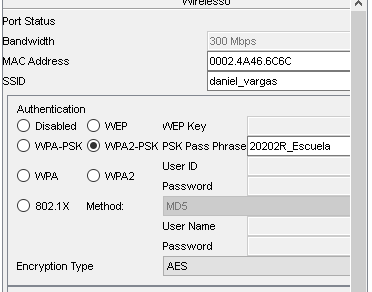 Wireless0
Port Status
Bandwidth 300 Mbps
MAC Address 0002.4A46.6C6C
SSID daniel_vargas
Authentication
Disabled WEP WEP Key
WPA-PSK WPA2-PSK PSK Pass Phrase 20202R_Escuela
User ID
WPA WPA2
Password
802.1X Method: MD5
User Name
Password
Encryption Type AES